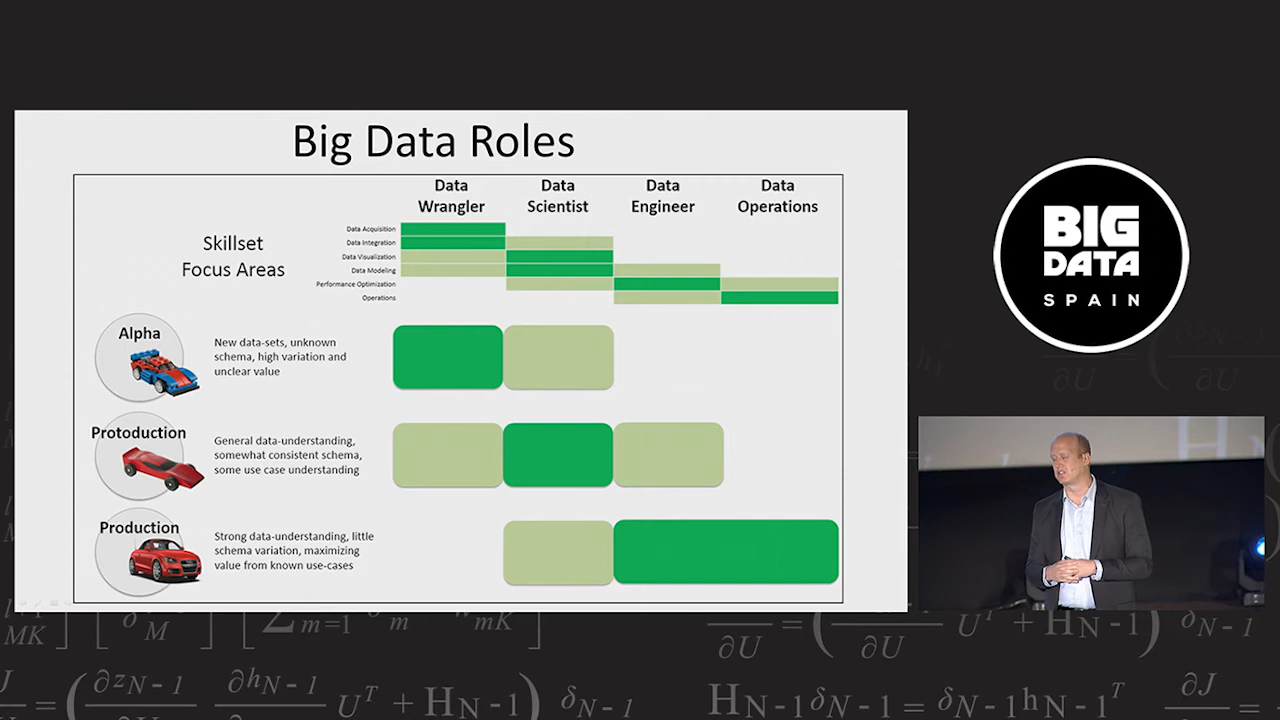 Big Data Roles
Data Wrangler
Data Scientist
Data Engineer
Data Operations
Skillset
Focus Areas
Data Acquisition
Data Integration
Data Visualization
Data Modeling
Performance Optimization
Operations
Alpha
New data-sets, unknown
schema, high variation and
unclear value
Protoduction
General data-understanding,
somewhat consistent schema,
some use case understanding
Production
Strong data-understanding, little
schema variation, maximizing
value from known use-cases
BIG
DATA
SPAIN